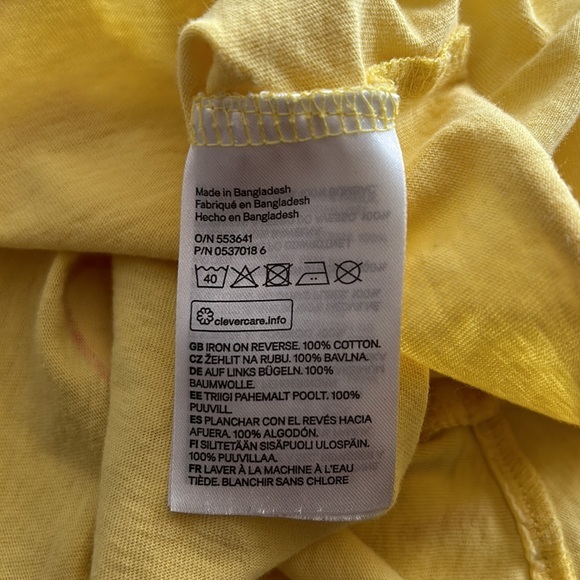 Made in Bangladesh
Fabriqué en Bangladesh
Hecho en Bangladesh
O/N 553641
P/N 0537018 6
40
clevercare.info
GB IRON ON REVERSE. 100% COTTON.
CZ ŽEHLIT NA RUBU. 100% BAVLNA.
DE AUF LINKS BÜGELN. 100%
BAUMWOLLE.
EE TRIIGI PAHEMALT POOLT. 100%
PUUVILL.
ES PLANCHAR CON EL REVÉS HACIA
AFUERA. 100% ALGODÓN.
FI SILITETÄÄN SISÄPUOLI ULOSPÄIN.
100% PUUVILLAA.
FR LAVER À LA MACHINE À L'EAU
TIÈDE. BLANCHIR SANS CHLORE